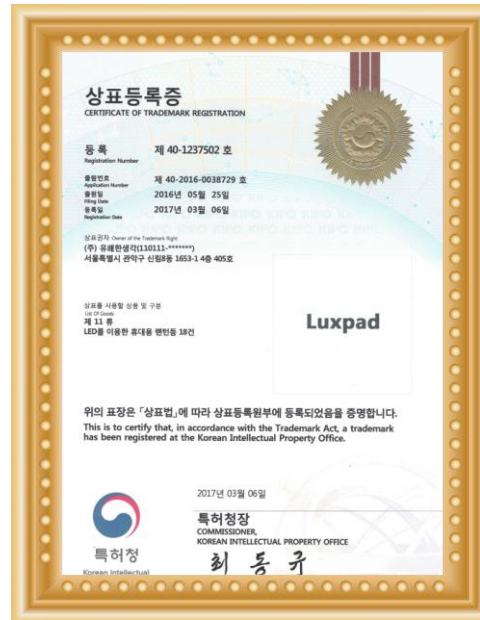 상표등록증
CERTIFICATE OF TRADEMARK REGISTRATION
등 록 제 40-1237502 호
Registration Number
출원번호 제 40-2016-0038729 호
Application Number
출원일 2016년 05월 25일
Filing Date
등록일 2017년 03월 06일
Registration Date
상표권자 Owner of the Trademark Right
(주) 유쾌한생각(110111-*******)
서울특별시 관악구 신림8동 1653-1 4층 405호
상표를 사용할 상품 및 구분
List Of Goods
제 11 류
LED를 이용한 휴대용 랜턴등 18건
Luxpad
위의 표장은 「상표법」에 따라 상표등록원부에 등록되었음을 증명합니다.
This is to certify that, in accordance with the Trademark Act, a trademark
has been registered at the Korean Intellectual Property Office.
2017년 03월 06일
특허청장
COMMISSIONER,
KOREAN INTELLECTUAL PROPERTY OFFICE
최 동 규
특허청
Korean Intellectual